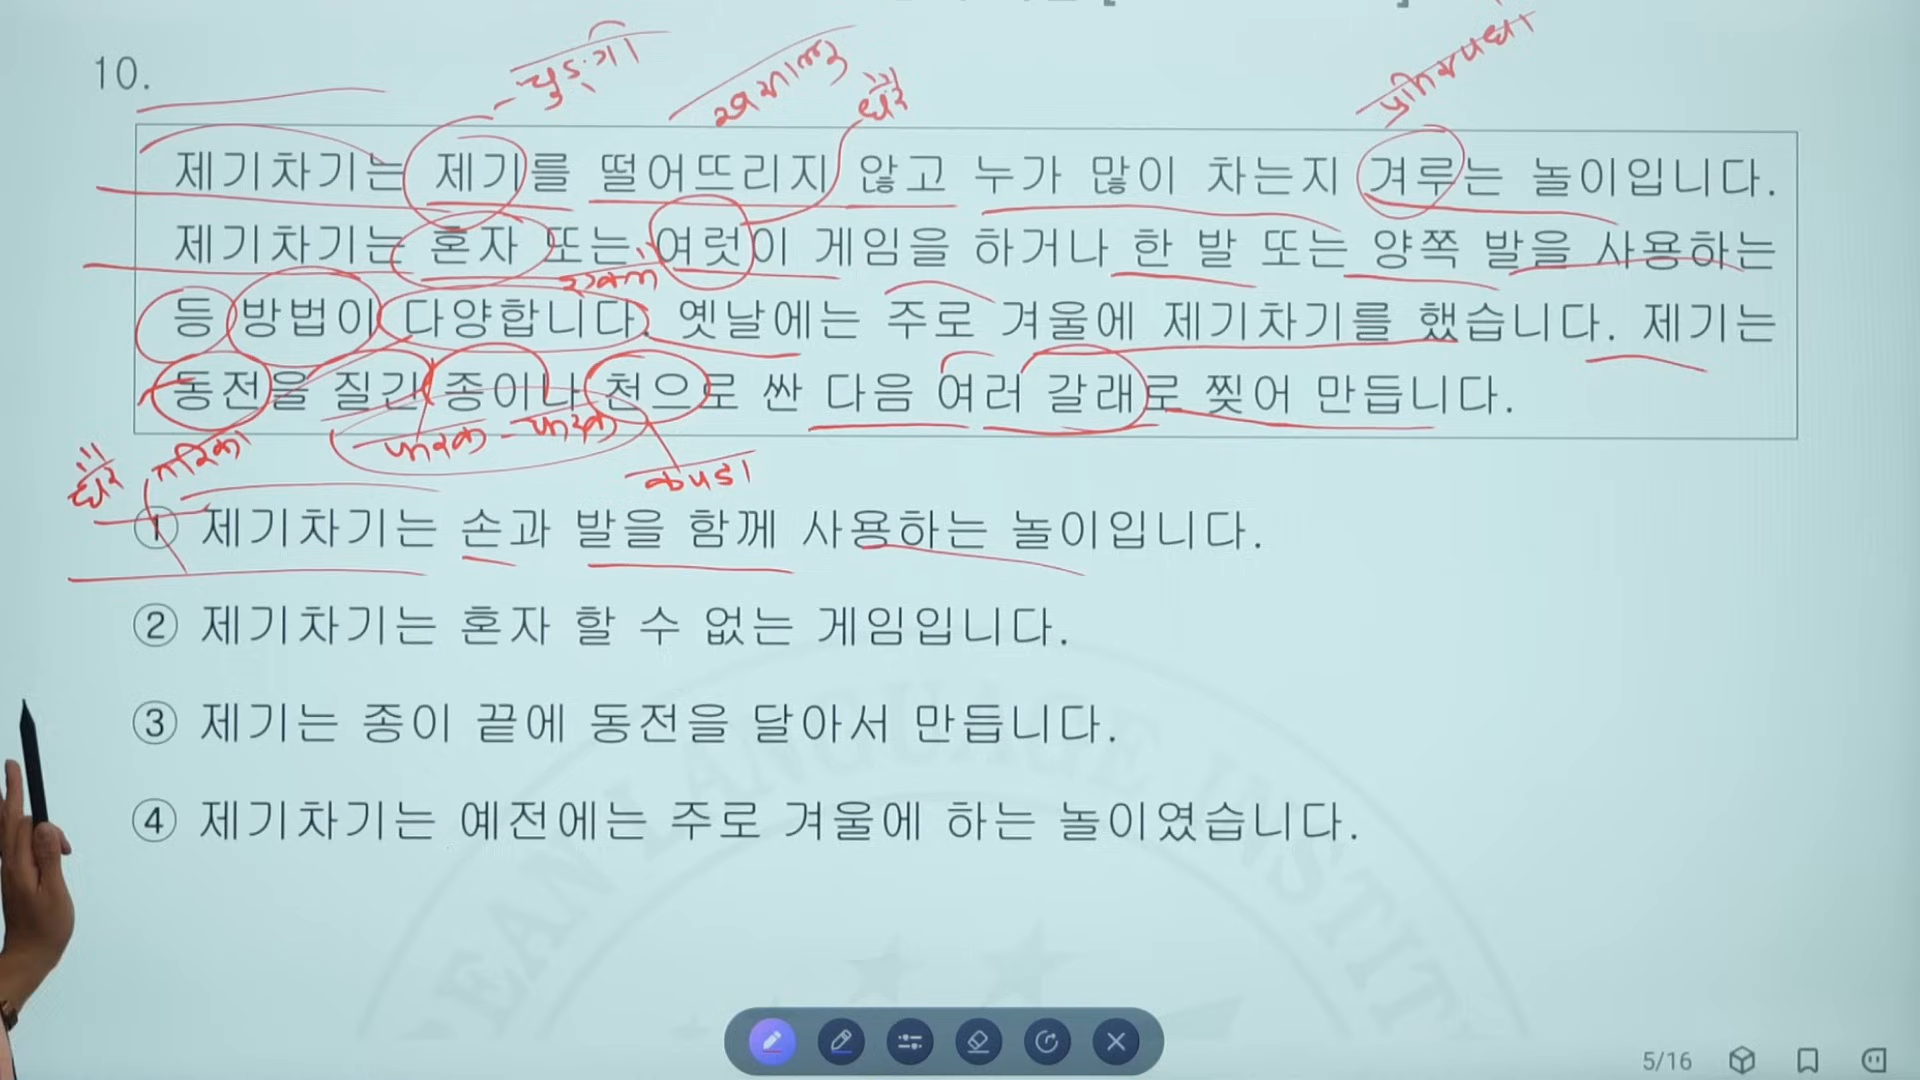 10.
चुङ्गी
खसाल्नु
धेरै
प्रतिस्पर्धा
제기차기는 제기를 떨어뜨리지 않고 누가 많이 차는지 겨루는 놀이입니다.
제기차기는 혼자 또는 여럿이 게임을 하거나 한 발 또는 양쪽 발을 사용하는
등 방법이 다양합니다. 옛날에는 주로 겨울에 제기차기를 했습니다. 제기는
동전을 질긴 종이나 천으로 싼 다음 여러 갈래로 찢어 만듭니다.
धेरै
तरिका
फरक - फरक
कपडा
① 제기차기는 손과 발을 함께 사용하는 놀이입니다.
② 제기차기는 혼자 할 수 없는 게임입니다.
③ 제기는 종이 끝에 동전을 달아서 만듭니다.
④ 제기차기는 예전에는 주로 겨울에 하는 놀이였습니다.
EAN LANGUAGE INSTIT
5/16